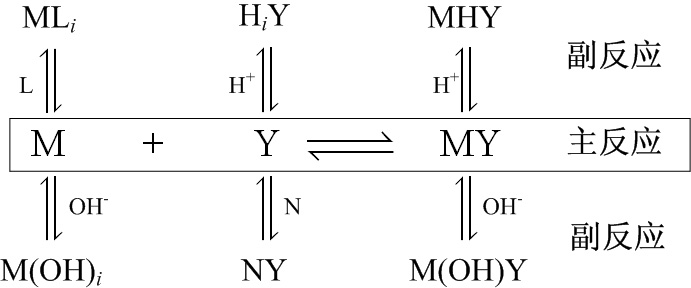 MLi HiY MHY
副反应
L H+ H+
M + Y ⇌ MY 主反应
OH- N OH-
副反应
M(OH)i NY M(OH)Y